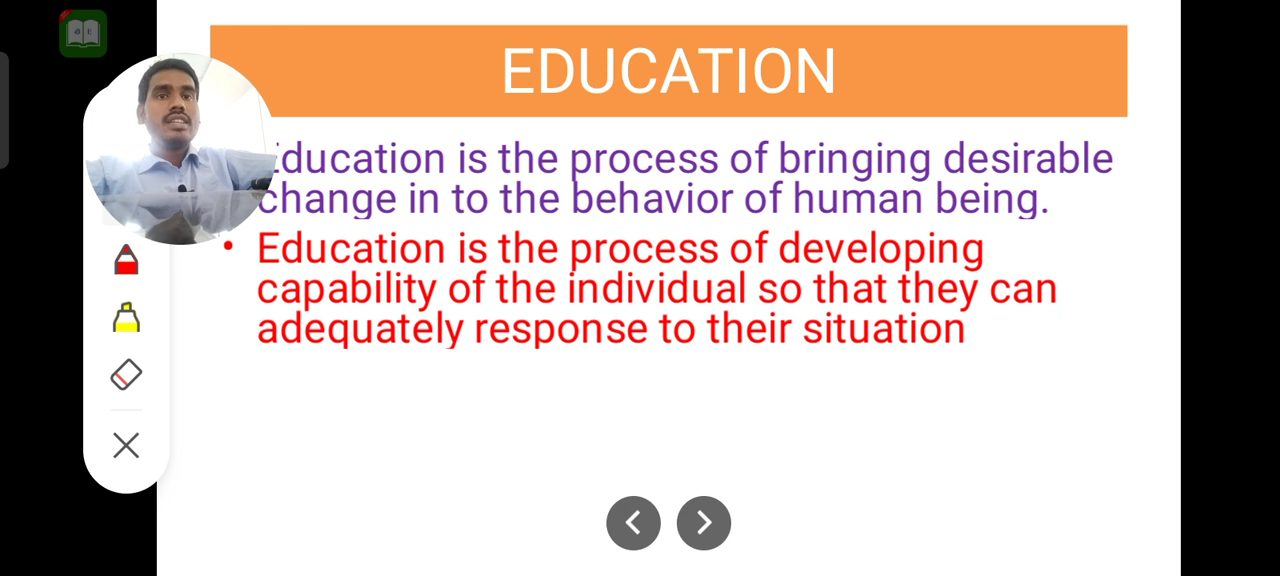 EDUCATION
Education is the process of bringing desirable
change in to the behavior of human being.
• Education is the process of developing
capability of the individual so that they can
adequately response to their situation